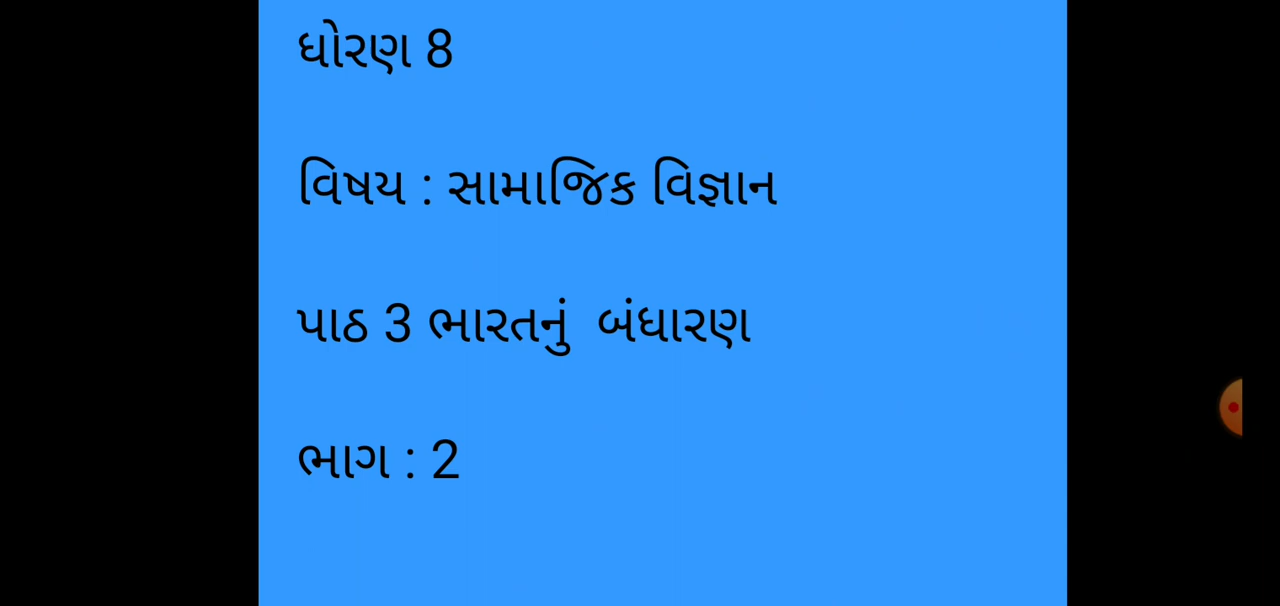 ધોરણ 8
વિષય : સામાજિક વિજ્ઞાન
પાઠ 3 ભારતનું બંધારણ
ભાગ : 2